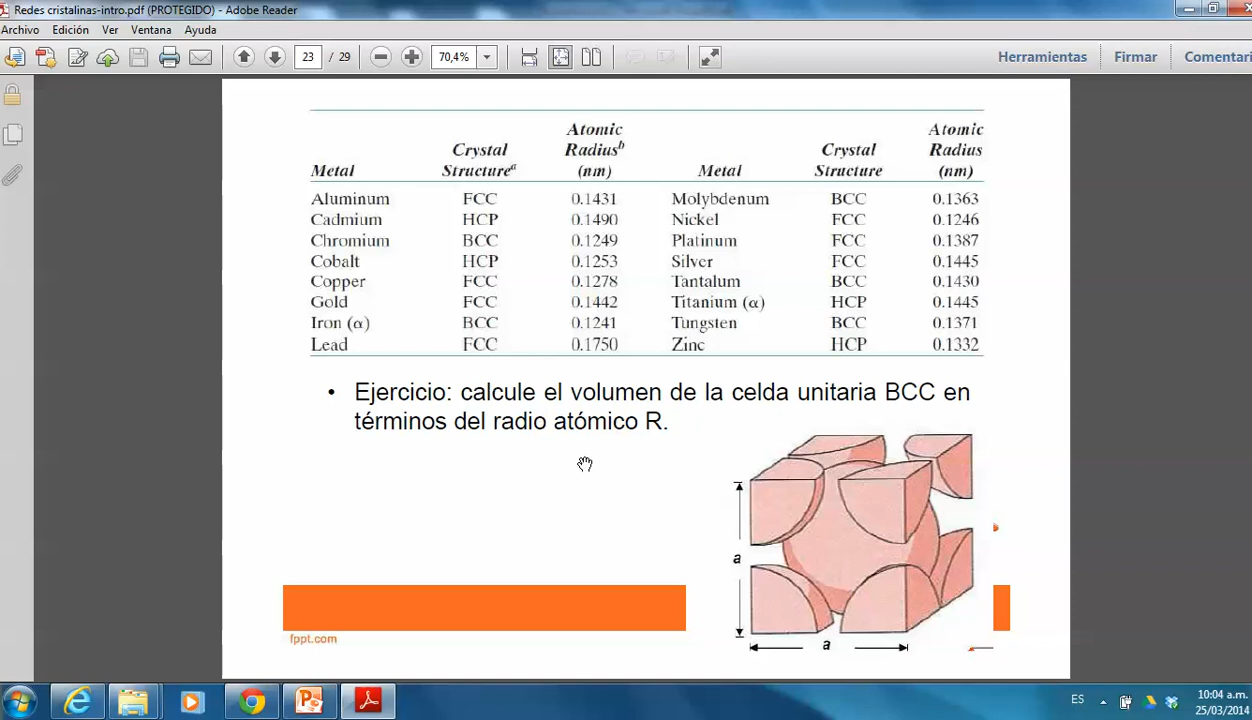 Redes cristalinas-intro.pdf (PROTEGIDO) - Adobe Reader
Archivo Edición Ver Ventana Ayuda
23 / 29 70,4% Herramientas Firmar Comentari
Metal Crystal Structureᵃ Atomic Radiusᵇ (nm) Metal Crystal Structure Atomic Radius (nm)
Aluminum FCC 0.1431 Molybdenum BCC 0.1363
Cadmium HCP 0.1490 Nickel FCC 0.1246
Chromium BCC 0.1249 Platinum FCC 0.1387
Cobalt HCP 0.1253 Silver FCC 0.1445
Copper FCC 0.1278 Tantalum BCC 0.1430
Gold FCC 0.1442 Titanium (α) HCP 0.1445
Iron (α) BCC 0.1241 Tungsten BCC 0.1371
Lead FCC 0.1750 Zinc HCP 0.1332
• Ejercicio: calcule el volumen de la celda unitaria BCC en
términos del radio atómico R.
a
a
fppt.com
ES 10:04 a.m.
25/03/2014